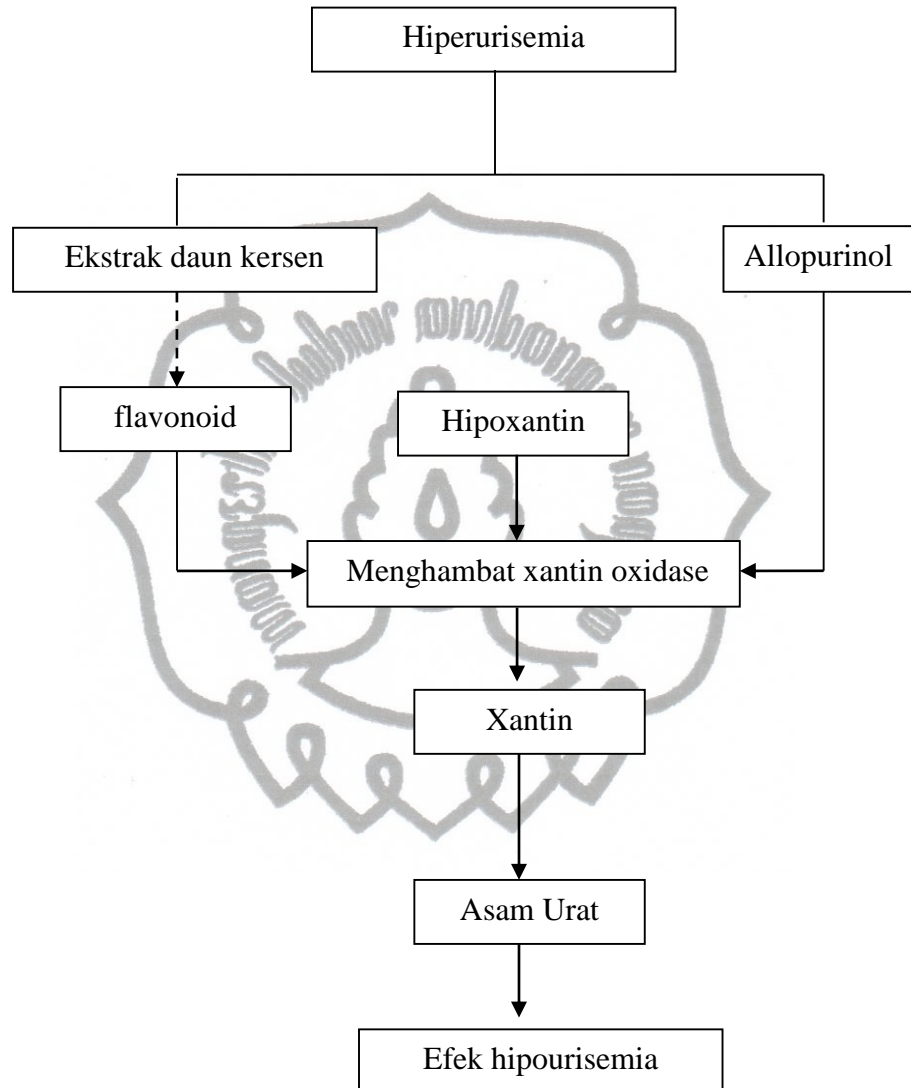 Hiperurisemia
Ekstrak daun kersen
Allopurinol
flavonoid
Hipoxantin
Menghambat xantin oxidase
Xantin
Asam Urat
Efek hipourisemia